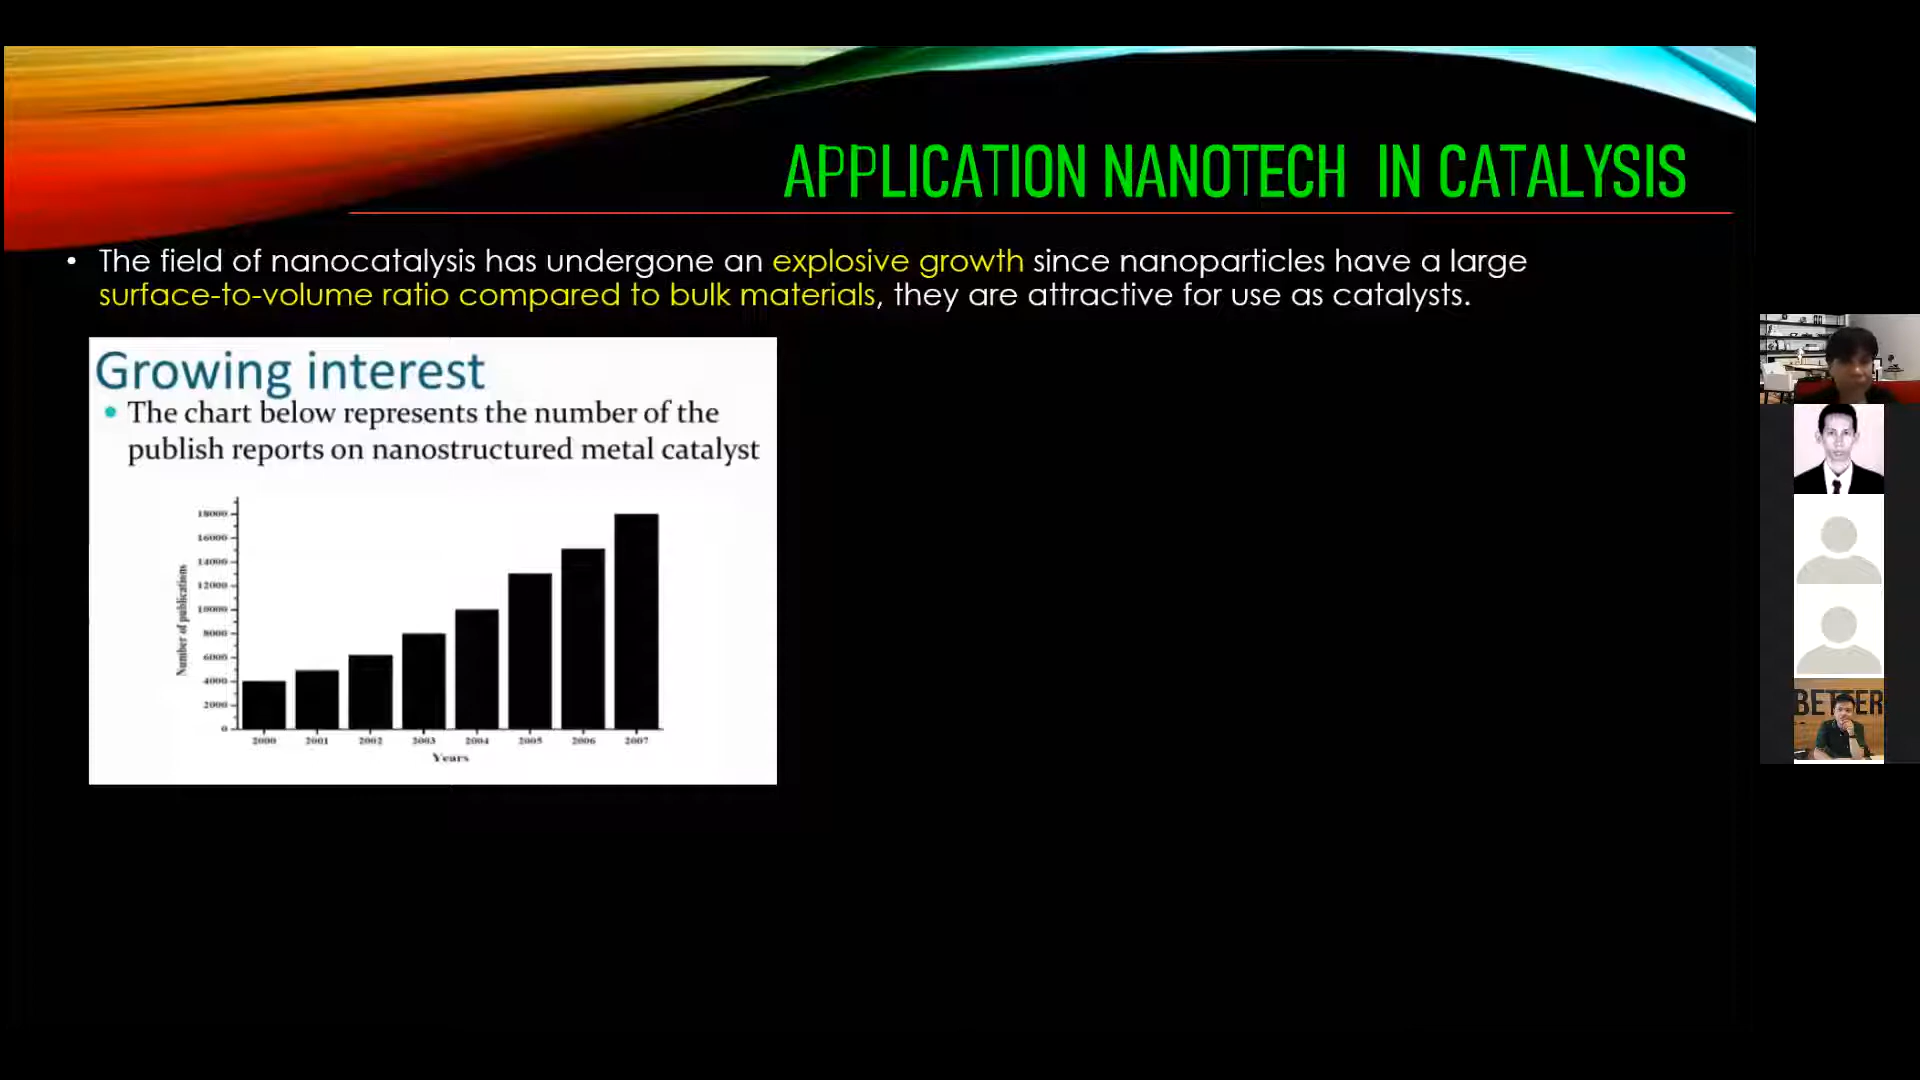 APPLICATION NANOTECH IN CATALYSIS
• The field of nanocatalysis has undergone an explosive growth since nanoparticles have a large
surface-to-volume ratio compared to bulk materials, they are attractive for use as catalysts.
Growing interest
• The chart below represents the number of the
publish reports on nanostructured metal catalyst
Number of publications
18000
16000
14000
12000
10000
8000
6000
4000
2000
0
2000 2001 2002 2003 2004 2005 2006 2007
Years
BETTER